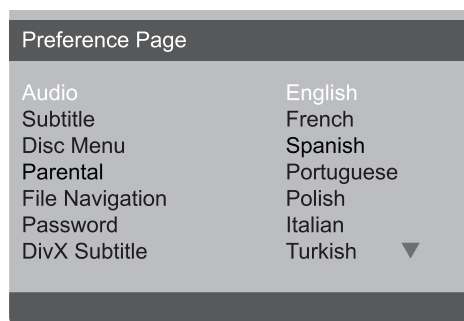 Preference Page
Audio English
Subtitle French
Disc Menu Spanish
Parental Portuguese
File Navigation Polish
Password Italian
DivX Subtitle Turkish